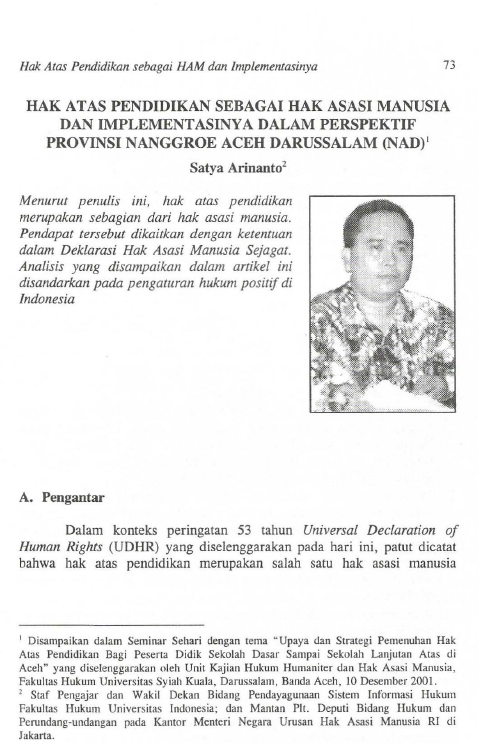 Hak Atas Pendidikan sebagai HAM dan Implementasinya 73
HAK ATAS PENDIDIKAN SEBAGAI HAK ASASI MANUSIA
DAN IMPLEMENTASINYA DALAM PERSPEKTIF
PROVINSI NANGGROE ACEH DARUSSALAM (NAD)¹
Satya Arinanto²
Menurut penulis ini, hak atas pendidikan
merupakan sebagian dari hak asasi manusia.
Pendapat tersebut dikaitkan dengan ketentuan
dalam Deklarasi Hak Asasi Manusia Sejagat.
Analisis yang disampaikan dalam artikel ini
disandarkan pada pengaturan hukum positif di
Indonesia
A. Pengantar
Dalam konteks peringatan 53 tahun Universal Declaration of
Human Rights (UDHR) yang diselenggarakan pada hari ini, patut dicatat
bahwa hak atas pendidikan merupakan salah satu hak asasi manusia
¹ Disampaikan dalam Seminar Sehari dengan tema “Upaya dan Strategi Pemenuhan Hak
Atas Pendidikan Bagi Peserta Didik Sekolah Dasar Sampai Sekolah Lanjutan Atas di
Aceh” yang diselenggarakan oleh Unit Kajian Hukum Humaniter dan Hak Asasi Manusia,
Fakultas Hukum Universitas Syiah Kuala, Darussalam, Banda Aceh, 10 Desember 2001.
² Staf Pengajar dan Wakil Dekan Bidang Pendayagunaan Sistem Informasi Hukum
Fakultas Hukum Universitas Indonesia; dan Mantan Plt. Deputi Bidang Hukum dan
Perundang-undangan pada Kantor Menteri Negara Urusan Hak Asasi Manusia RI di
Jakarta.